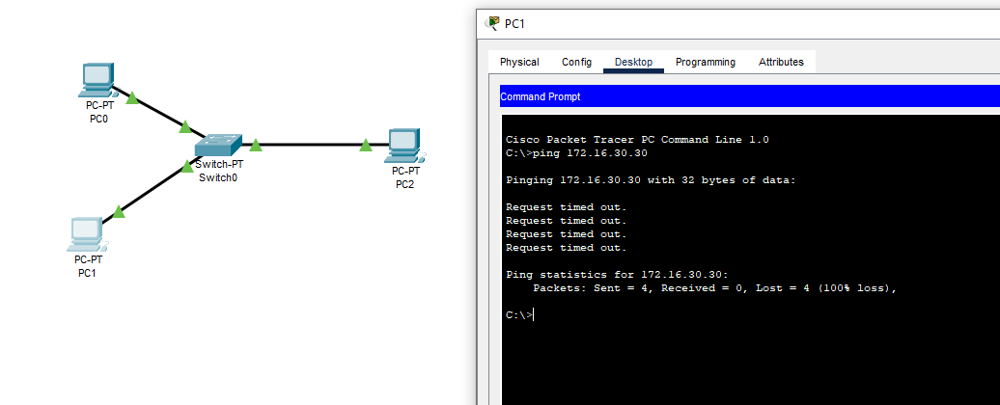 PC-PT
PC0
Switch-PT
Switch0
PC-PT
PC2
PC-PT
PC1
PC1
Physical Config Desktop Programming Attributes
Command Prompt
Cisco Packet Tracer PC Command Line 1.0
C:\>ping 172.16.30.30
Pinging 172.16.30.30 with 32 bytes of data:
Request timed out.
Request timed out.
Request timed out.
Request timed out.
Ping statistics for 172.16.30.30:
    Packets: Sent = 4, Received = 0, Lost = 4 (100% loss),
C:\>